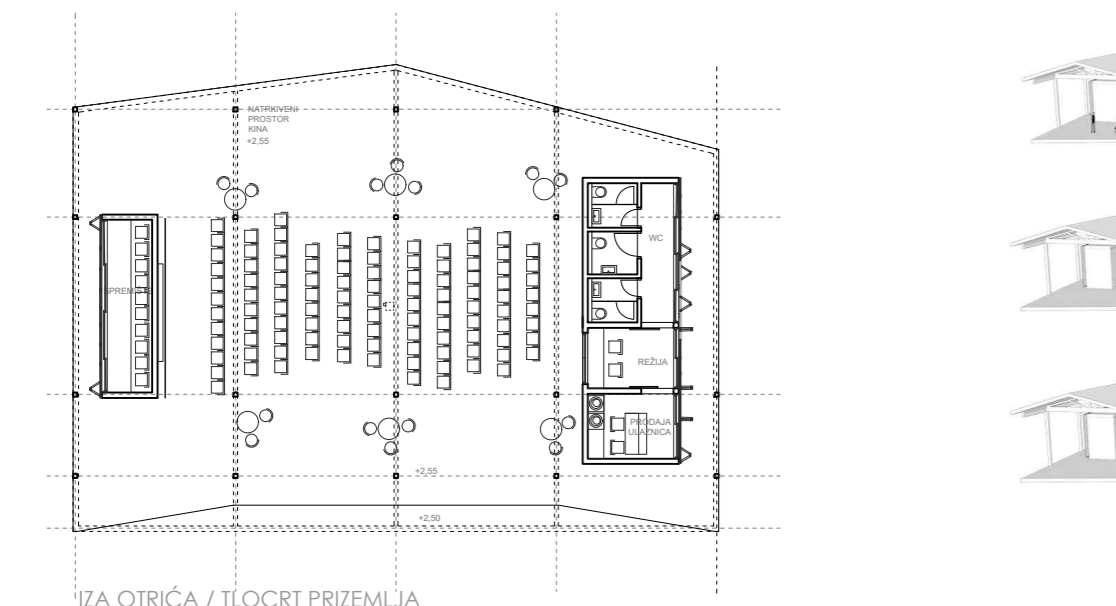 NATRKIVENI
PROSTOR
KINA
+2,55
WC
REŽIJA
PRODAJA
ULAZNICA
+2,55
+2,50
IZA OTRIĆA / TLOCRT PRIZEMLJA